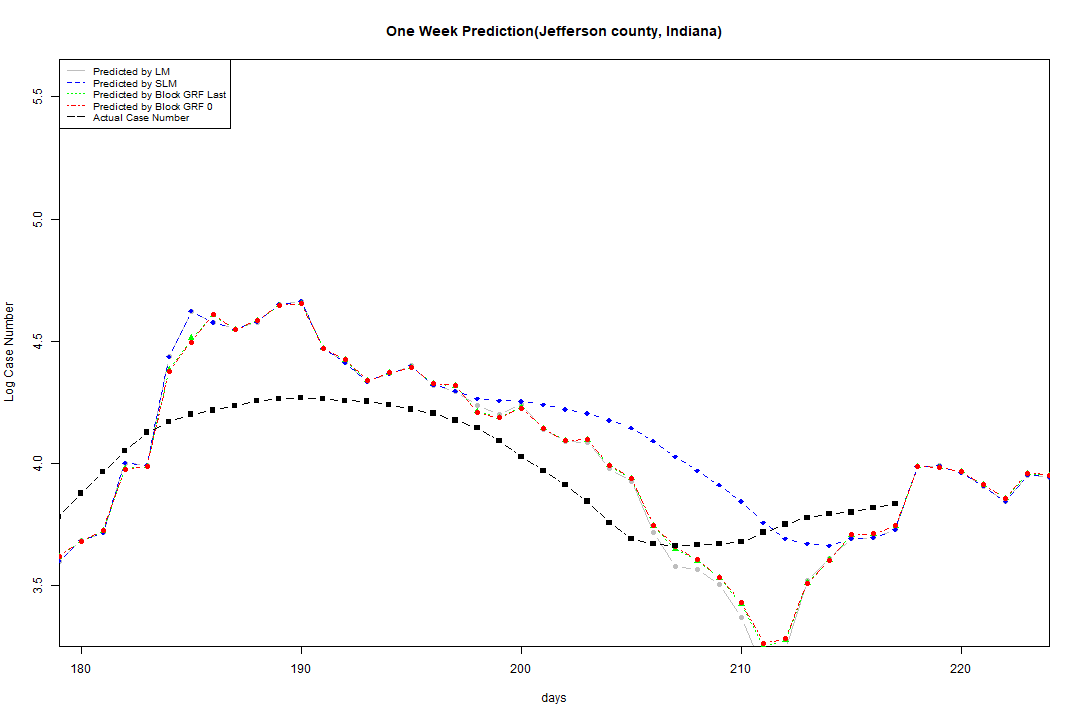 One Week Prediction(Jefferson county, Indiana)
Predicted by LM
Predicted by SLM
Predicted by Block GRF Last
Predicted by Block GRF 0
Actual Case Number
5.5
5.0
4.5
4.0
3.5
Log Case Number
180 190 200 210 220
days